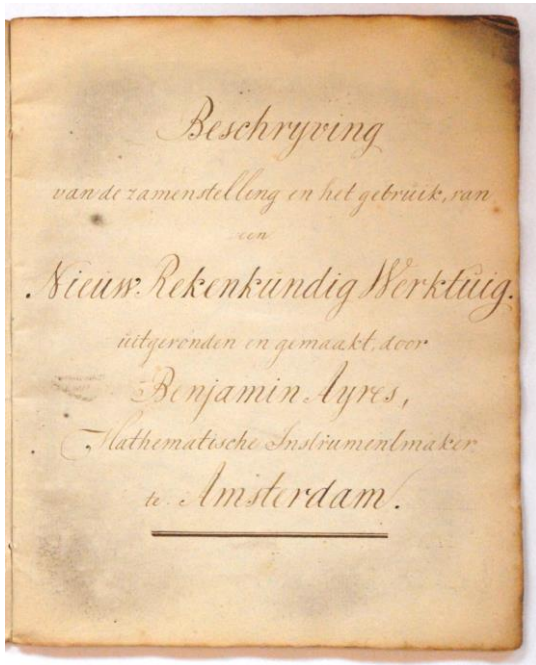 Beschryving
van de zamenstelling en het gebruik, van
een
Nieuw. Rekenkundig Werktuig.
uitgevonden en gemaakt, door
Benjamin Ayres,
Mathematische Instrumentmaker
te Amsterdam.